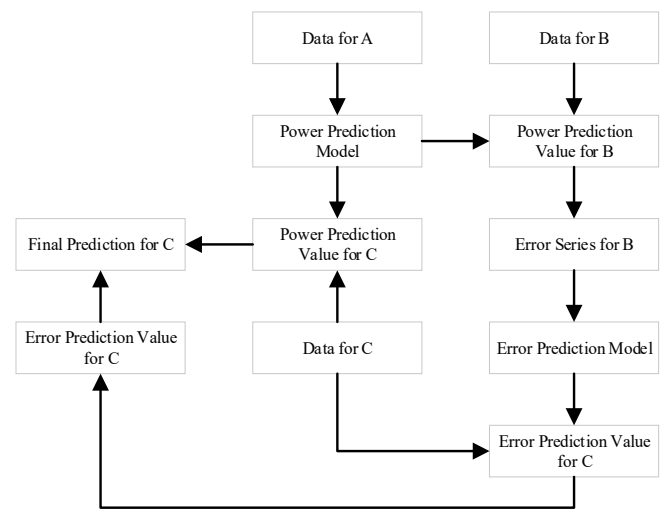 Data for A
Data for B
Power Prediction
Model
Power Prediction
Value for B
Final Prediction for C
Power Prediction
Value for C
Error Series for B
Error Prediction Value
for C
Data for C
Error Prediction Model
Error Prediction Value
for C